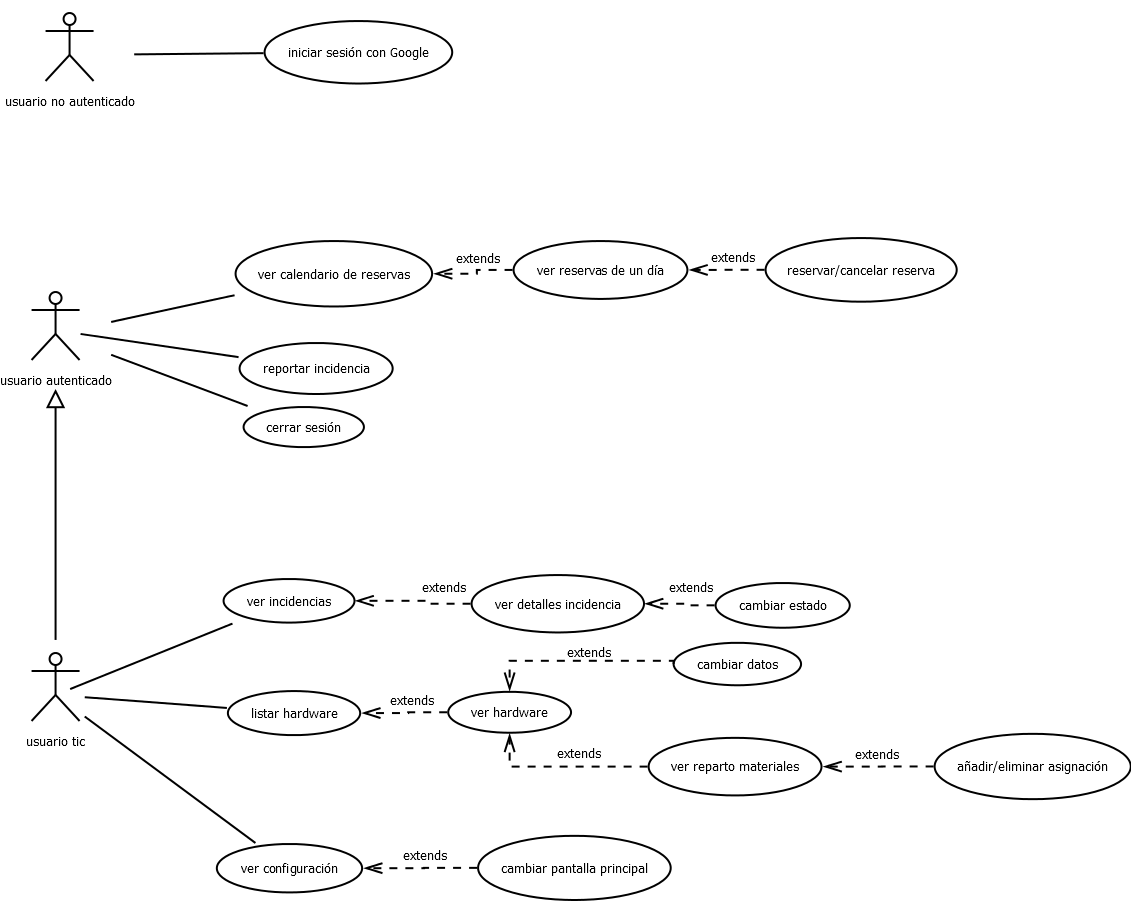 iniciar sesión con Google
usuario no autenticado
ver calendario de reservas
extends
ver reservas de un día
extends
reservar/cancelar reserva
reportar incidencia
usuario autenticado
cerrar sesión
ver incidencias
extends
ver detalles incidencia
extends
cambiar estado
extends
cambiar datos
listar hardware
extends
ver hardware
usuario tic
extends
ver reparto materiales
extends
añadir/eliminar asignación
ver configuración
extends
cambiar pantalla principal